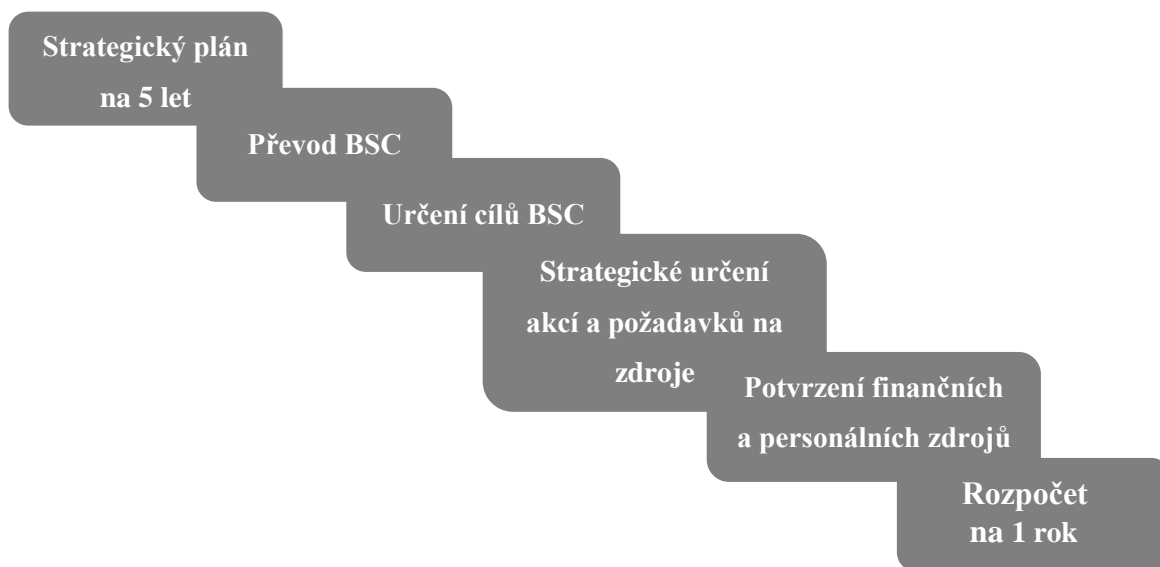 Strategický plán
na 5 let
Převod BSC
Určení cílů BSC
Strategické určení
akcí a požadavků na
zdroje
Potvrzení finančních
a personálních zdrojů
Rozpočet
na 1 rok